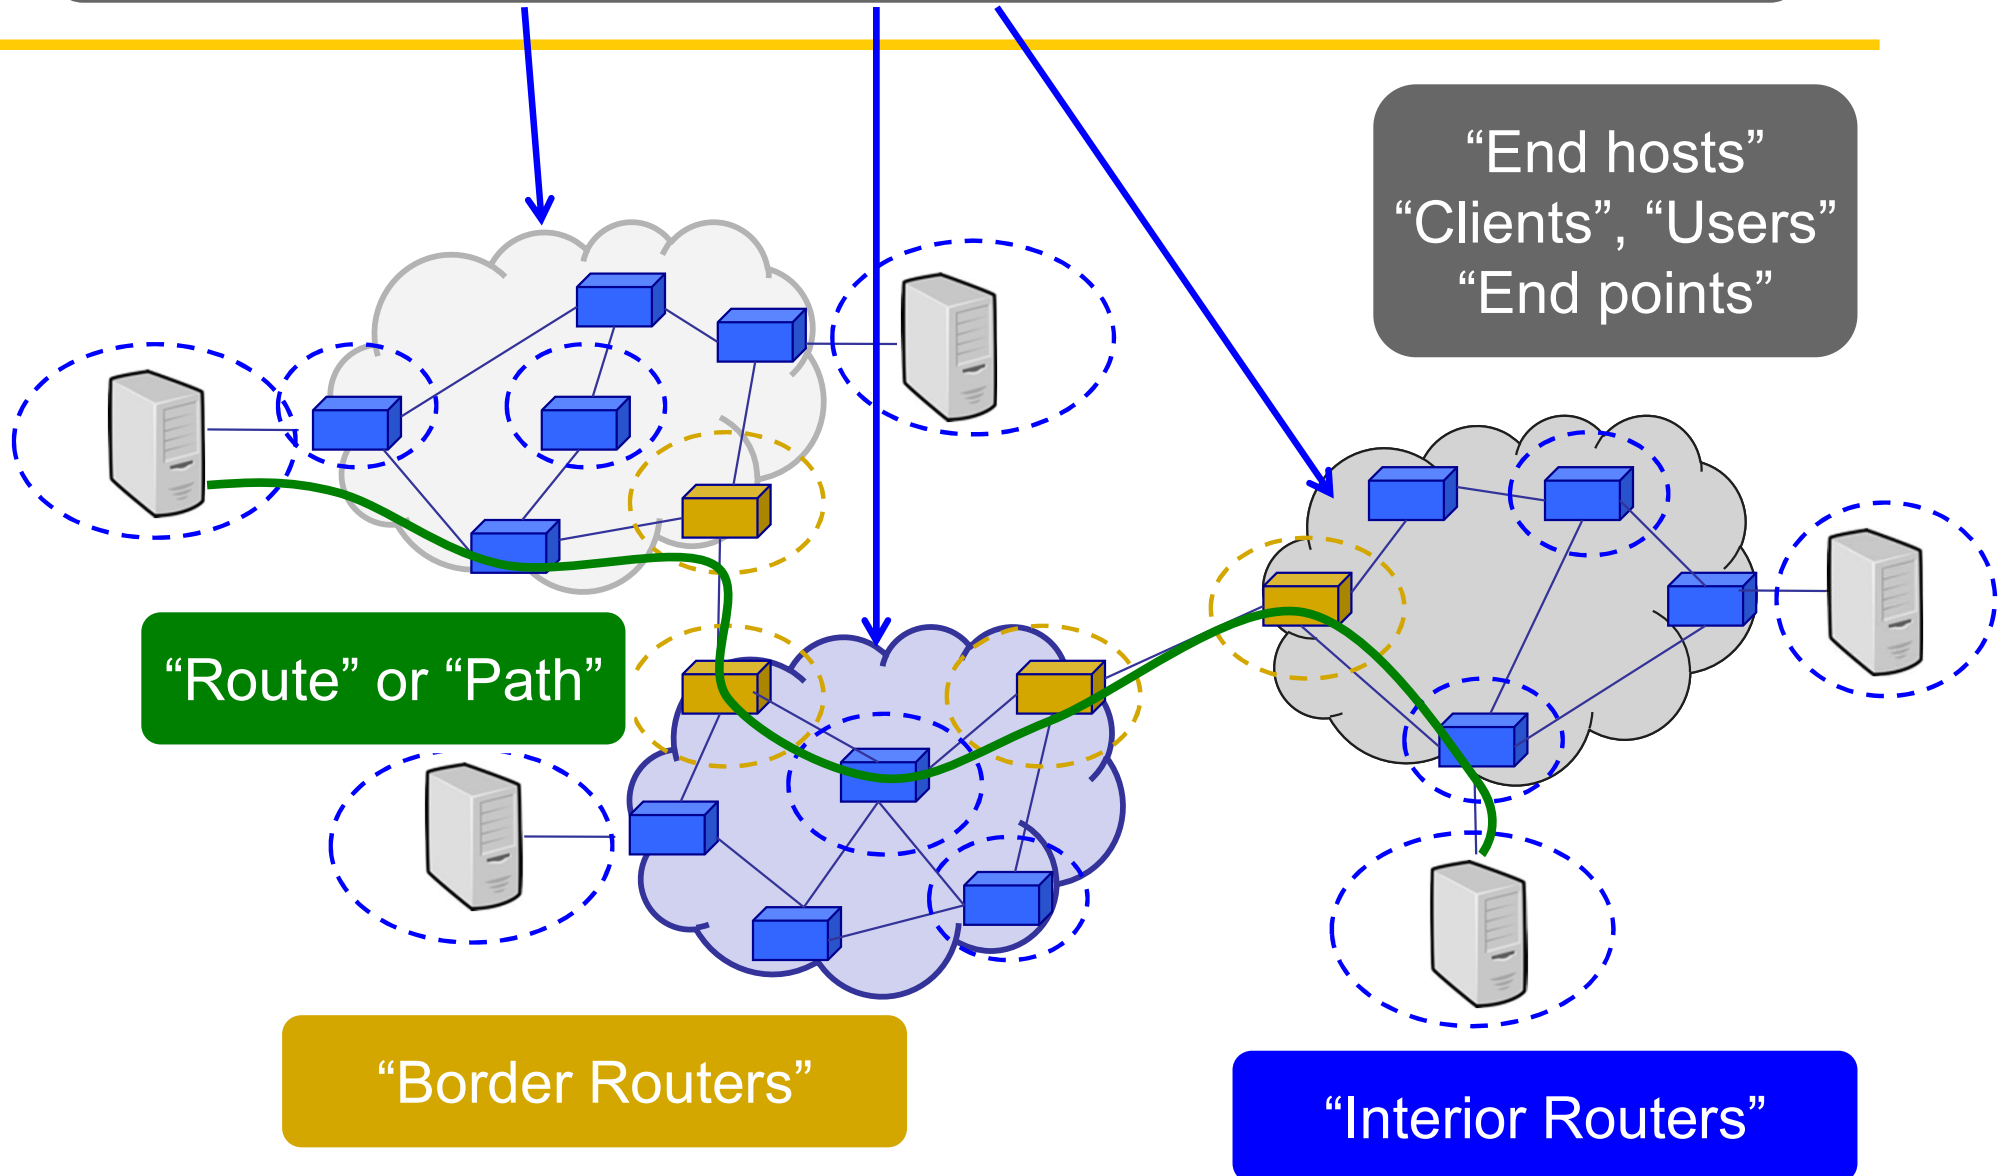 “End hosts”
“Clients”, “Users”
“End points”
“Route” or “Path”
“Border Routers”
“Interior Routers”